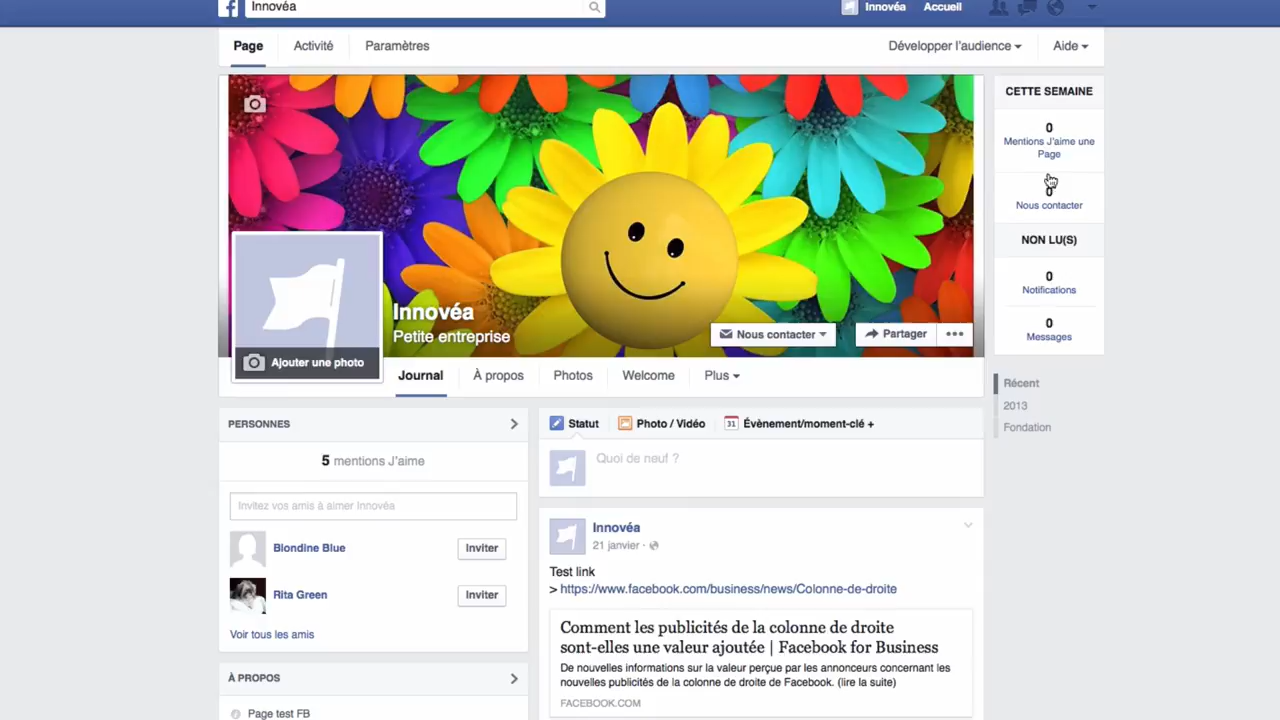 Innovéa
Innovéa
Accueil
Page
Activité
Paramètres
Développer l'audience
Aide
Innovéa
Petite entreprise
Ajouter une photo
Nous contacter
Partager
Journal
À propos
Photos
Welcome
Plus
CETTE SEMAINE
0
Mentions J'aime une
Page
0
Nous contacter
NON LU(S)
0
Notifications
0
Messages
Récent
2013
Fondation
PERSONNES
5 mentions J'aime
Invitez vos amis à aimer Innovéa
Blondine Blue
Inviter
Rita Green
Inviter
Voir tous les amis
À PROPOS
Page test FB
Statut
Photo / Vidéo
31
Évènement/moment-clé +
Quoi de neuf ?
Innovéa
21 janvier ·
Test link
> https://www.facebook.com/business/news/Colonne-de-droite
Comment les publicités de la colonne de droite
sont-elles une valeur ajoutée | Facebook for Business
De nouvelles informations sur la valeur perçue par les annonceurs concernant les
nouvelles publicités de la colonne de droite de Facebook. (lire la suite)
FACEBOOK.COM